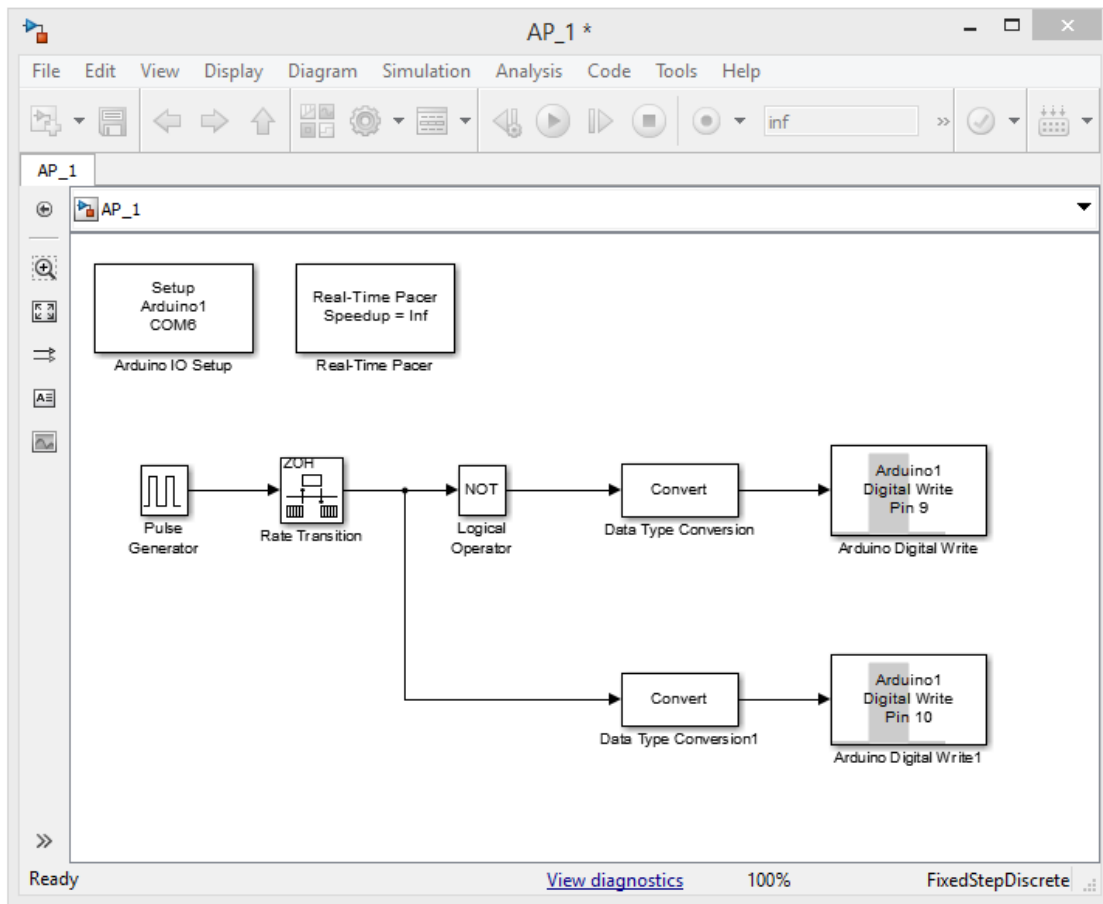 AP_1 *
File Edit View Display Diagram Simulation Analysis Code Tools Help
inf
»
AP_1
AP_1
Setup
Arduino1
COM6
Arduino IO Setup
Real-Time Pacer
Speedup = Inf
Real-Time Pacer
Pulse
Generator
ZOH
Rate Transition
NOT
Logical
Operator
Convert
Data Type Conversion
Arduino1
Digital Write
Pin 9
Arduino Digital Write
Convert
Data Type Conversion1
Arduino1
Digital Write
Pin 10
Arduino Digital Write1
»
Ready View diagnostics 100% FixedStepDiscrete